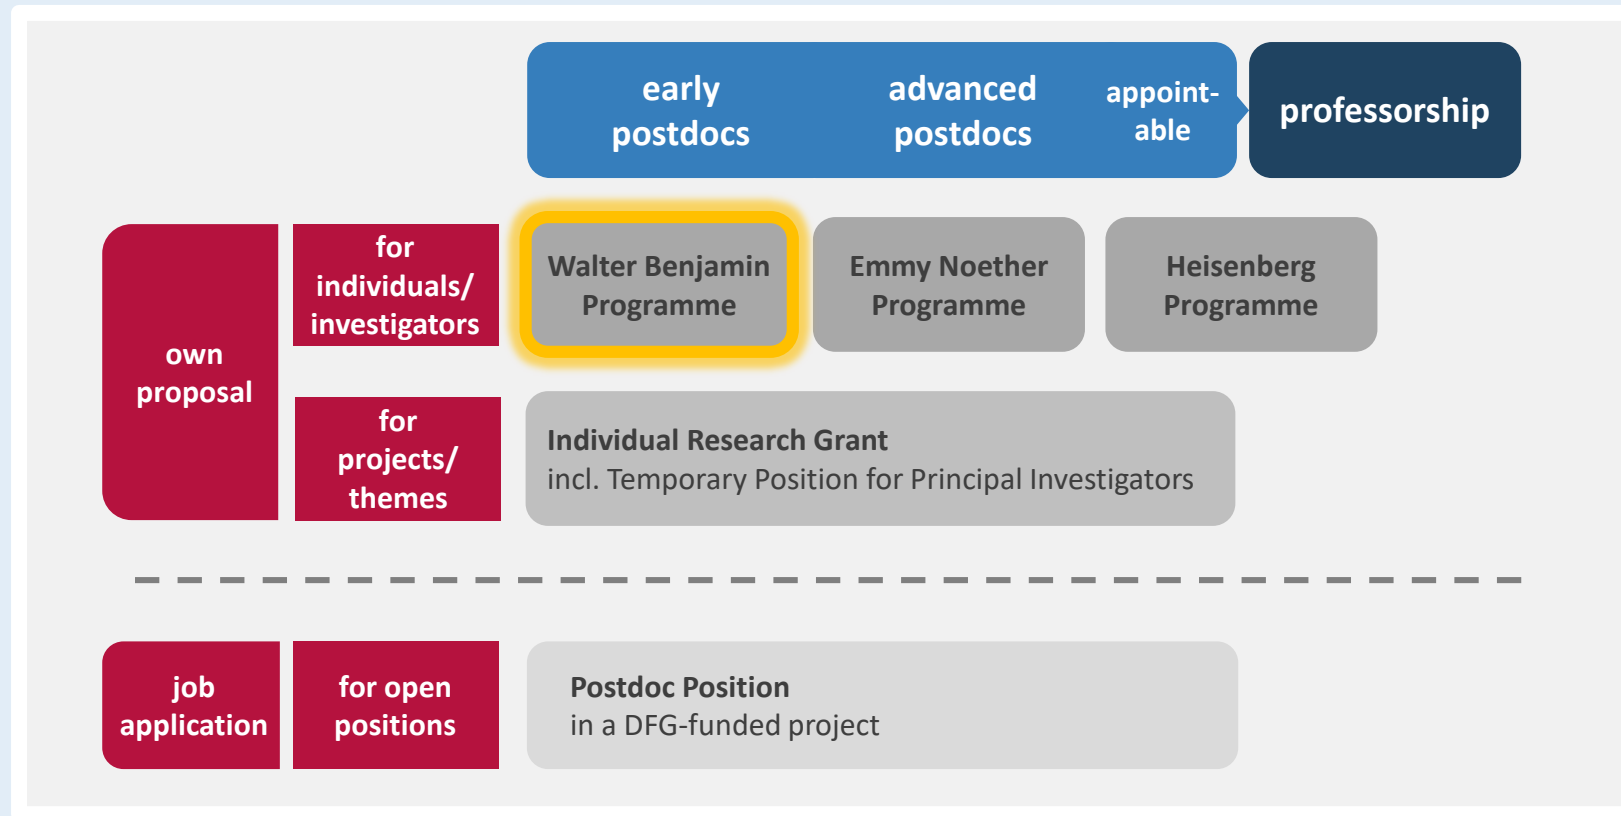 early
postdocs
advanced
postdocs
appoint-
able
professorship
own
proposal
for
individuals/
investigators
Walter Benjamin
Programme
Emmy Noether
Programme
Heisenberg
Programme
for
projects/
themes
Individual Research Grant
incl. Temporary Position for Principal Investigators
job
application
for open
positions
Postdoc Position
in a DFG-funded project